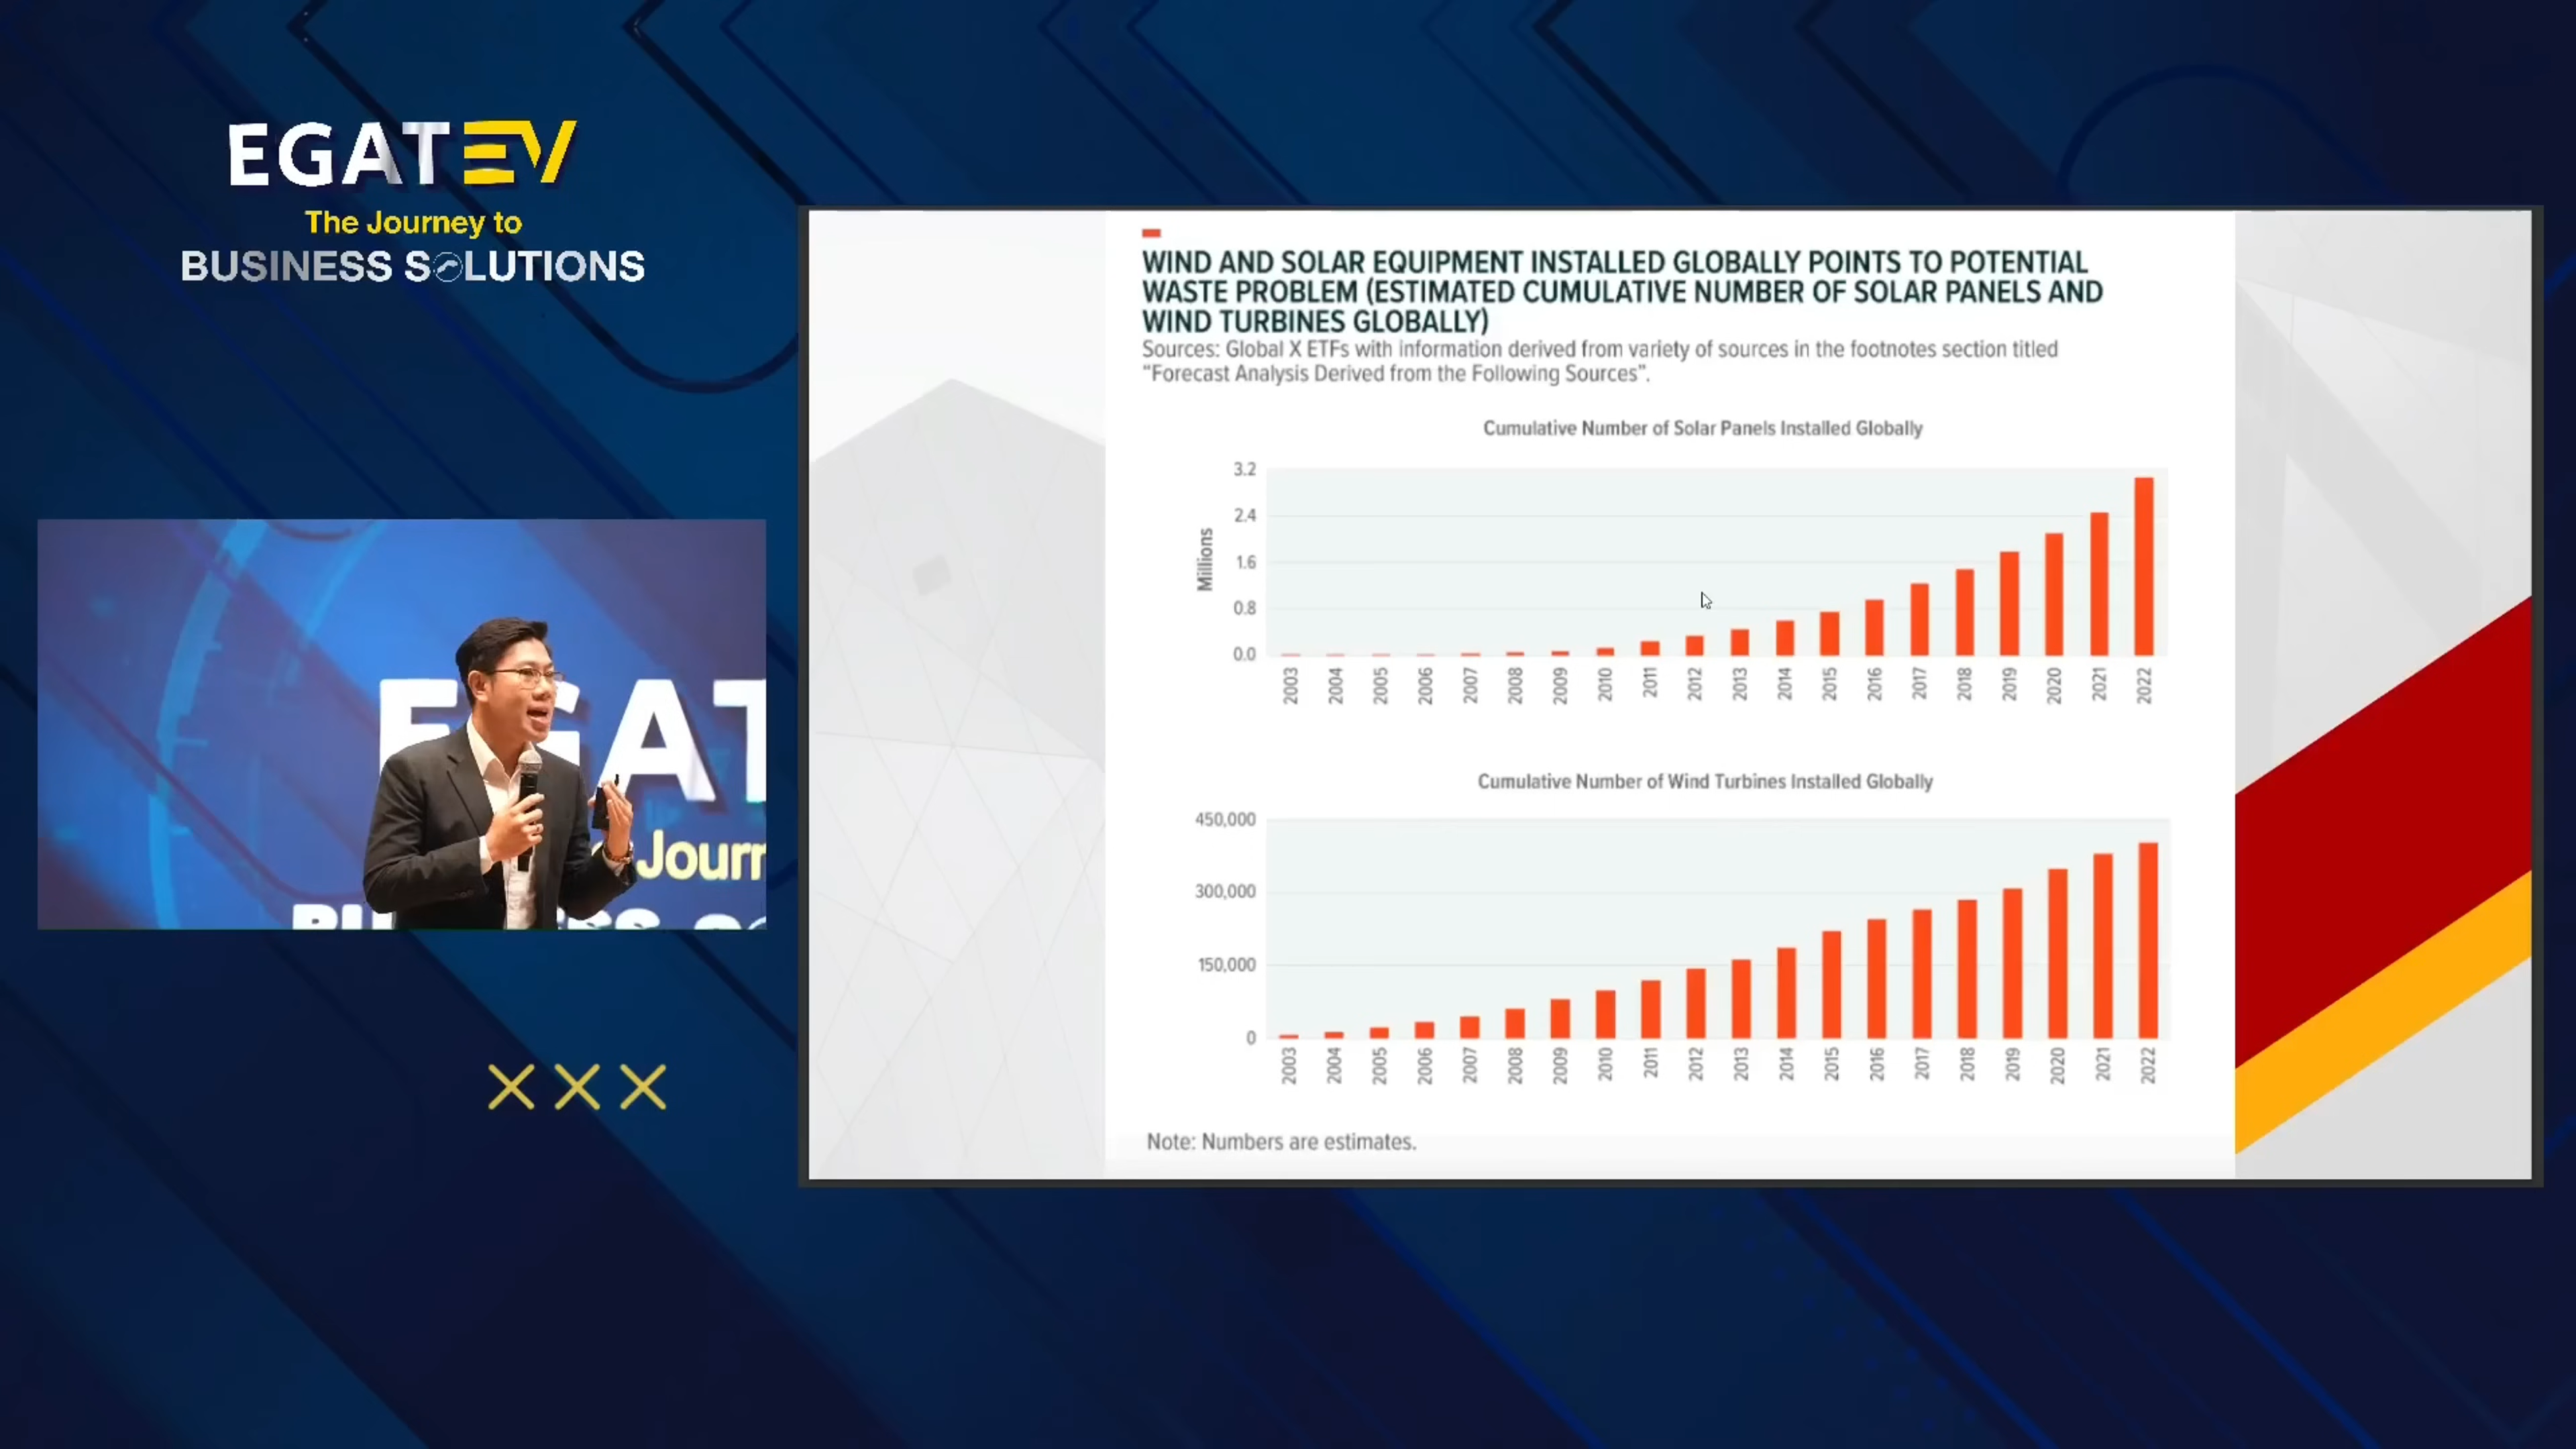 EGATEV
The Journey to
BUSINESS SOLUTIONS
EGAT
Journ
WIND AND SOLAR EQUIPMENT INSTALLED GLOBALLY POINTS TO POTENTIAL
WASTE PROBLEM (ESTIMATED CUMULATIVE NUMBER OF SOLAR PANELS AND
WIND TURBINES GLOBALLY)
Sources: Global X ETFs with information derived from variety of sources in the footnotes section titled
“Forecast Analysis Derived from the Following Sources”.
Cumulative Number of Solar Panels Installed Globally
Millions
3.2
2.4
1.6
0.8
0.0
2003 2004 2005 2006 2007 2008 2009 2010 2011 2012 2013 2014 2015 2016 2017 2018 2019 2020 2021 2022
Cumulative Number of Wind Turbines Installed Globally
450,000
300,000
150,000
0
2003 2004 2005 2006 2007 2008 2009 2010 2011 2012 2013 2014 2015 2016 2017 2018 2019 2020 2021 2022
Note: Numbers are estimates.